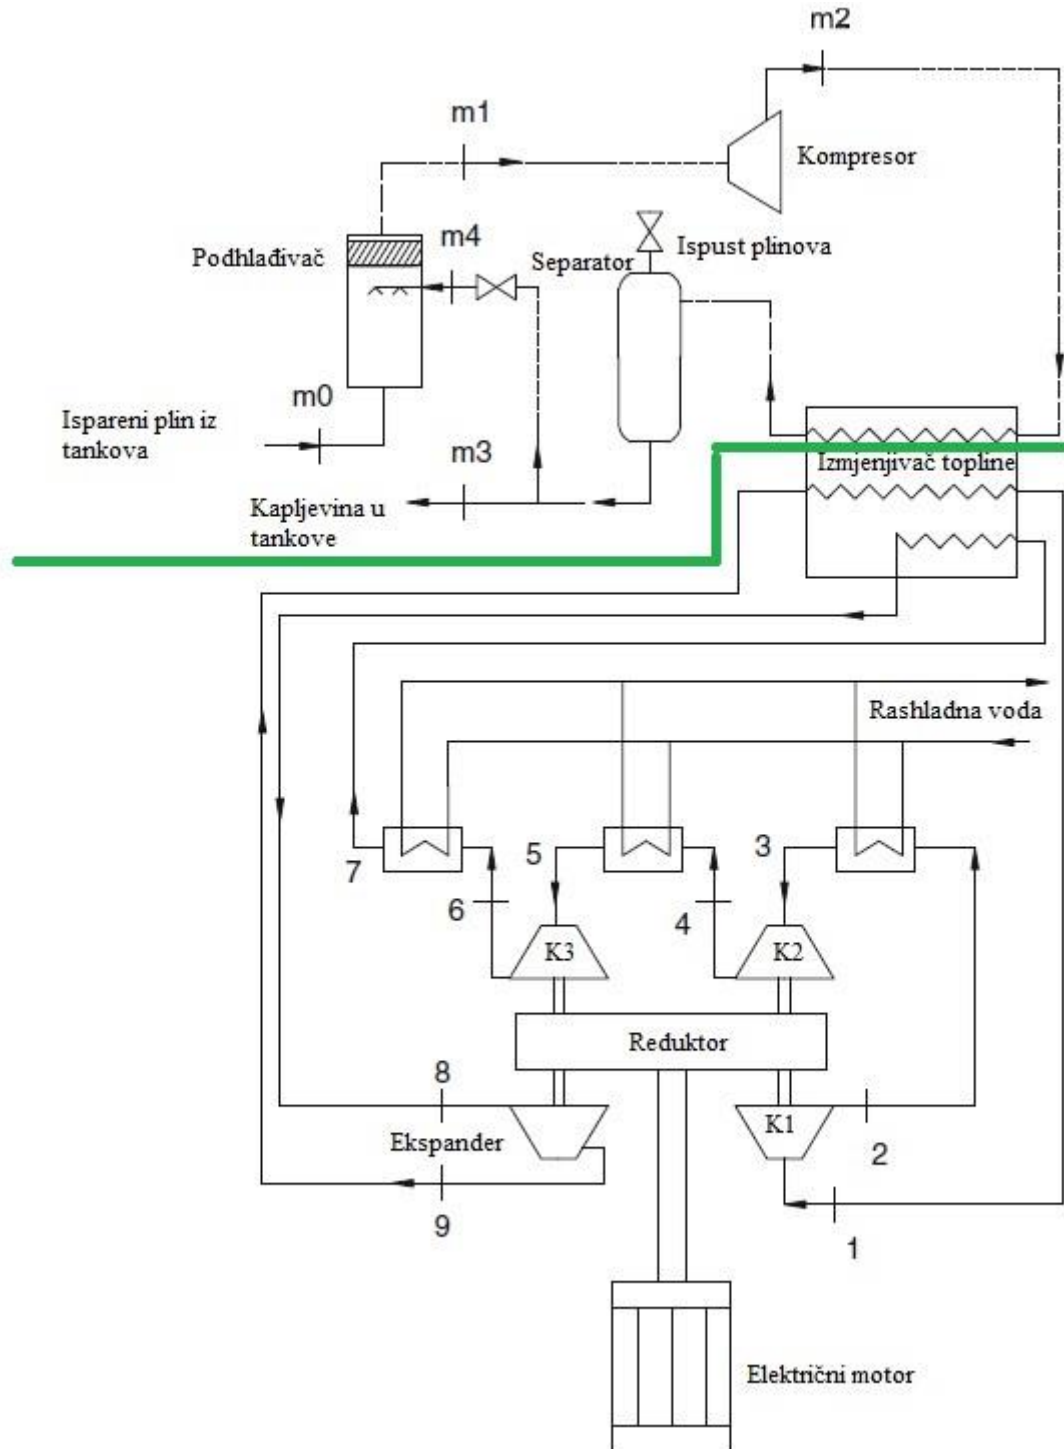 m2
m1
Kompresor
Podhlađivač
m4
Separator
Ispust plinova
m0
Ispareni plin iz
tankova
m3
Izmjenjivač topline
Kapljevina u
tankove
Rashladna voda
7
5
3
6
4
K3
K2
Reduktor
8
K1
Ekspander
2
9
1
Električni motor